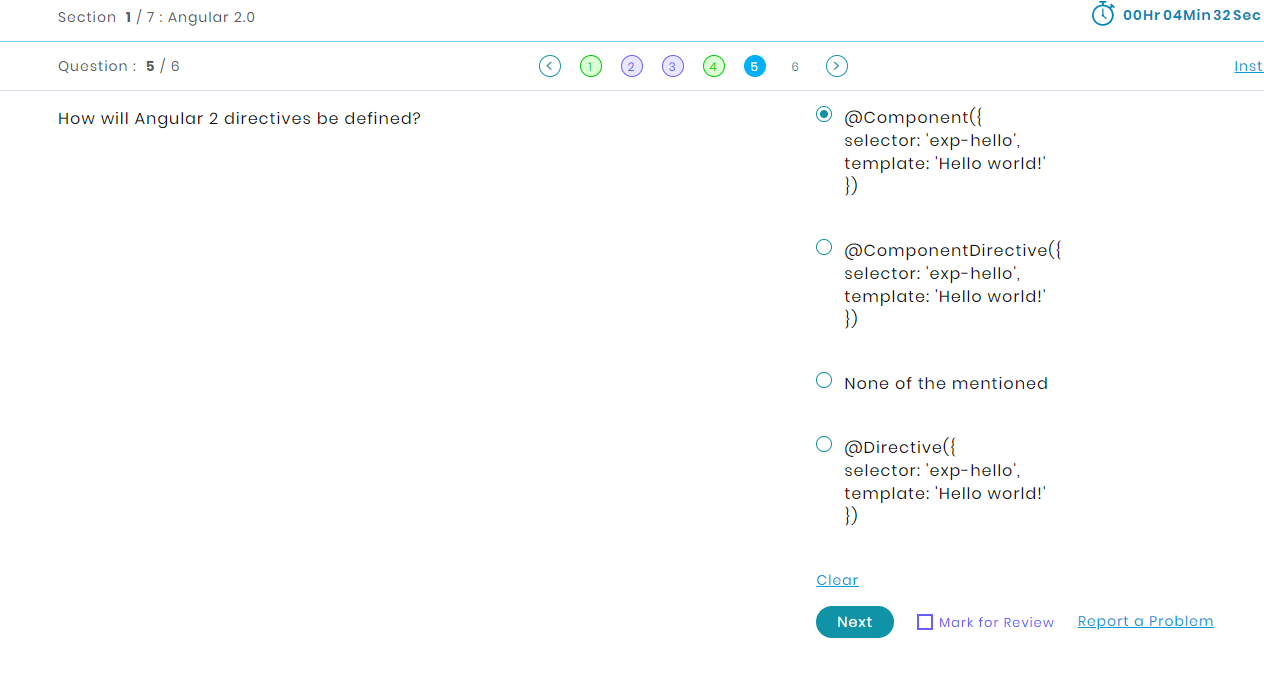 Section 1 / 7 : Angular 2.0
00Hr 04Min 32 Sec
Question : 5 / 6
< 1 2 3 4 5 6 >
Inst
How will Angular 2 directives be defined?
@Component({
selector: 'exp-hello',
template: 'Hello world!'
})
@ComponentDirective({
selector: 'exp-hello',
template: 'Hello world!'
})
None of the mentioned
@Directive({
selector: 'exp-hello',
template: 'Hello world!'
})
Clear
Next
Mark for Review
Report a Problem